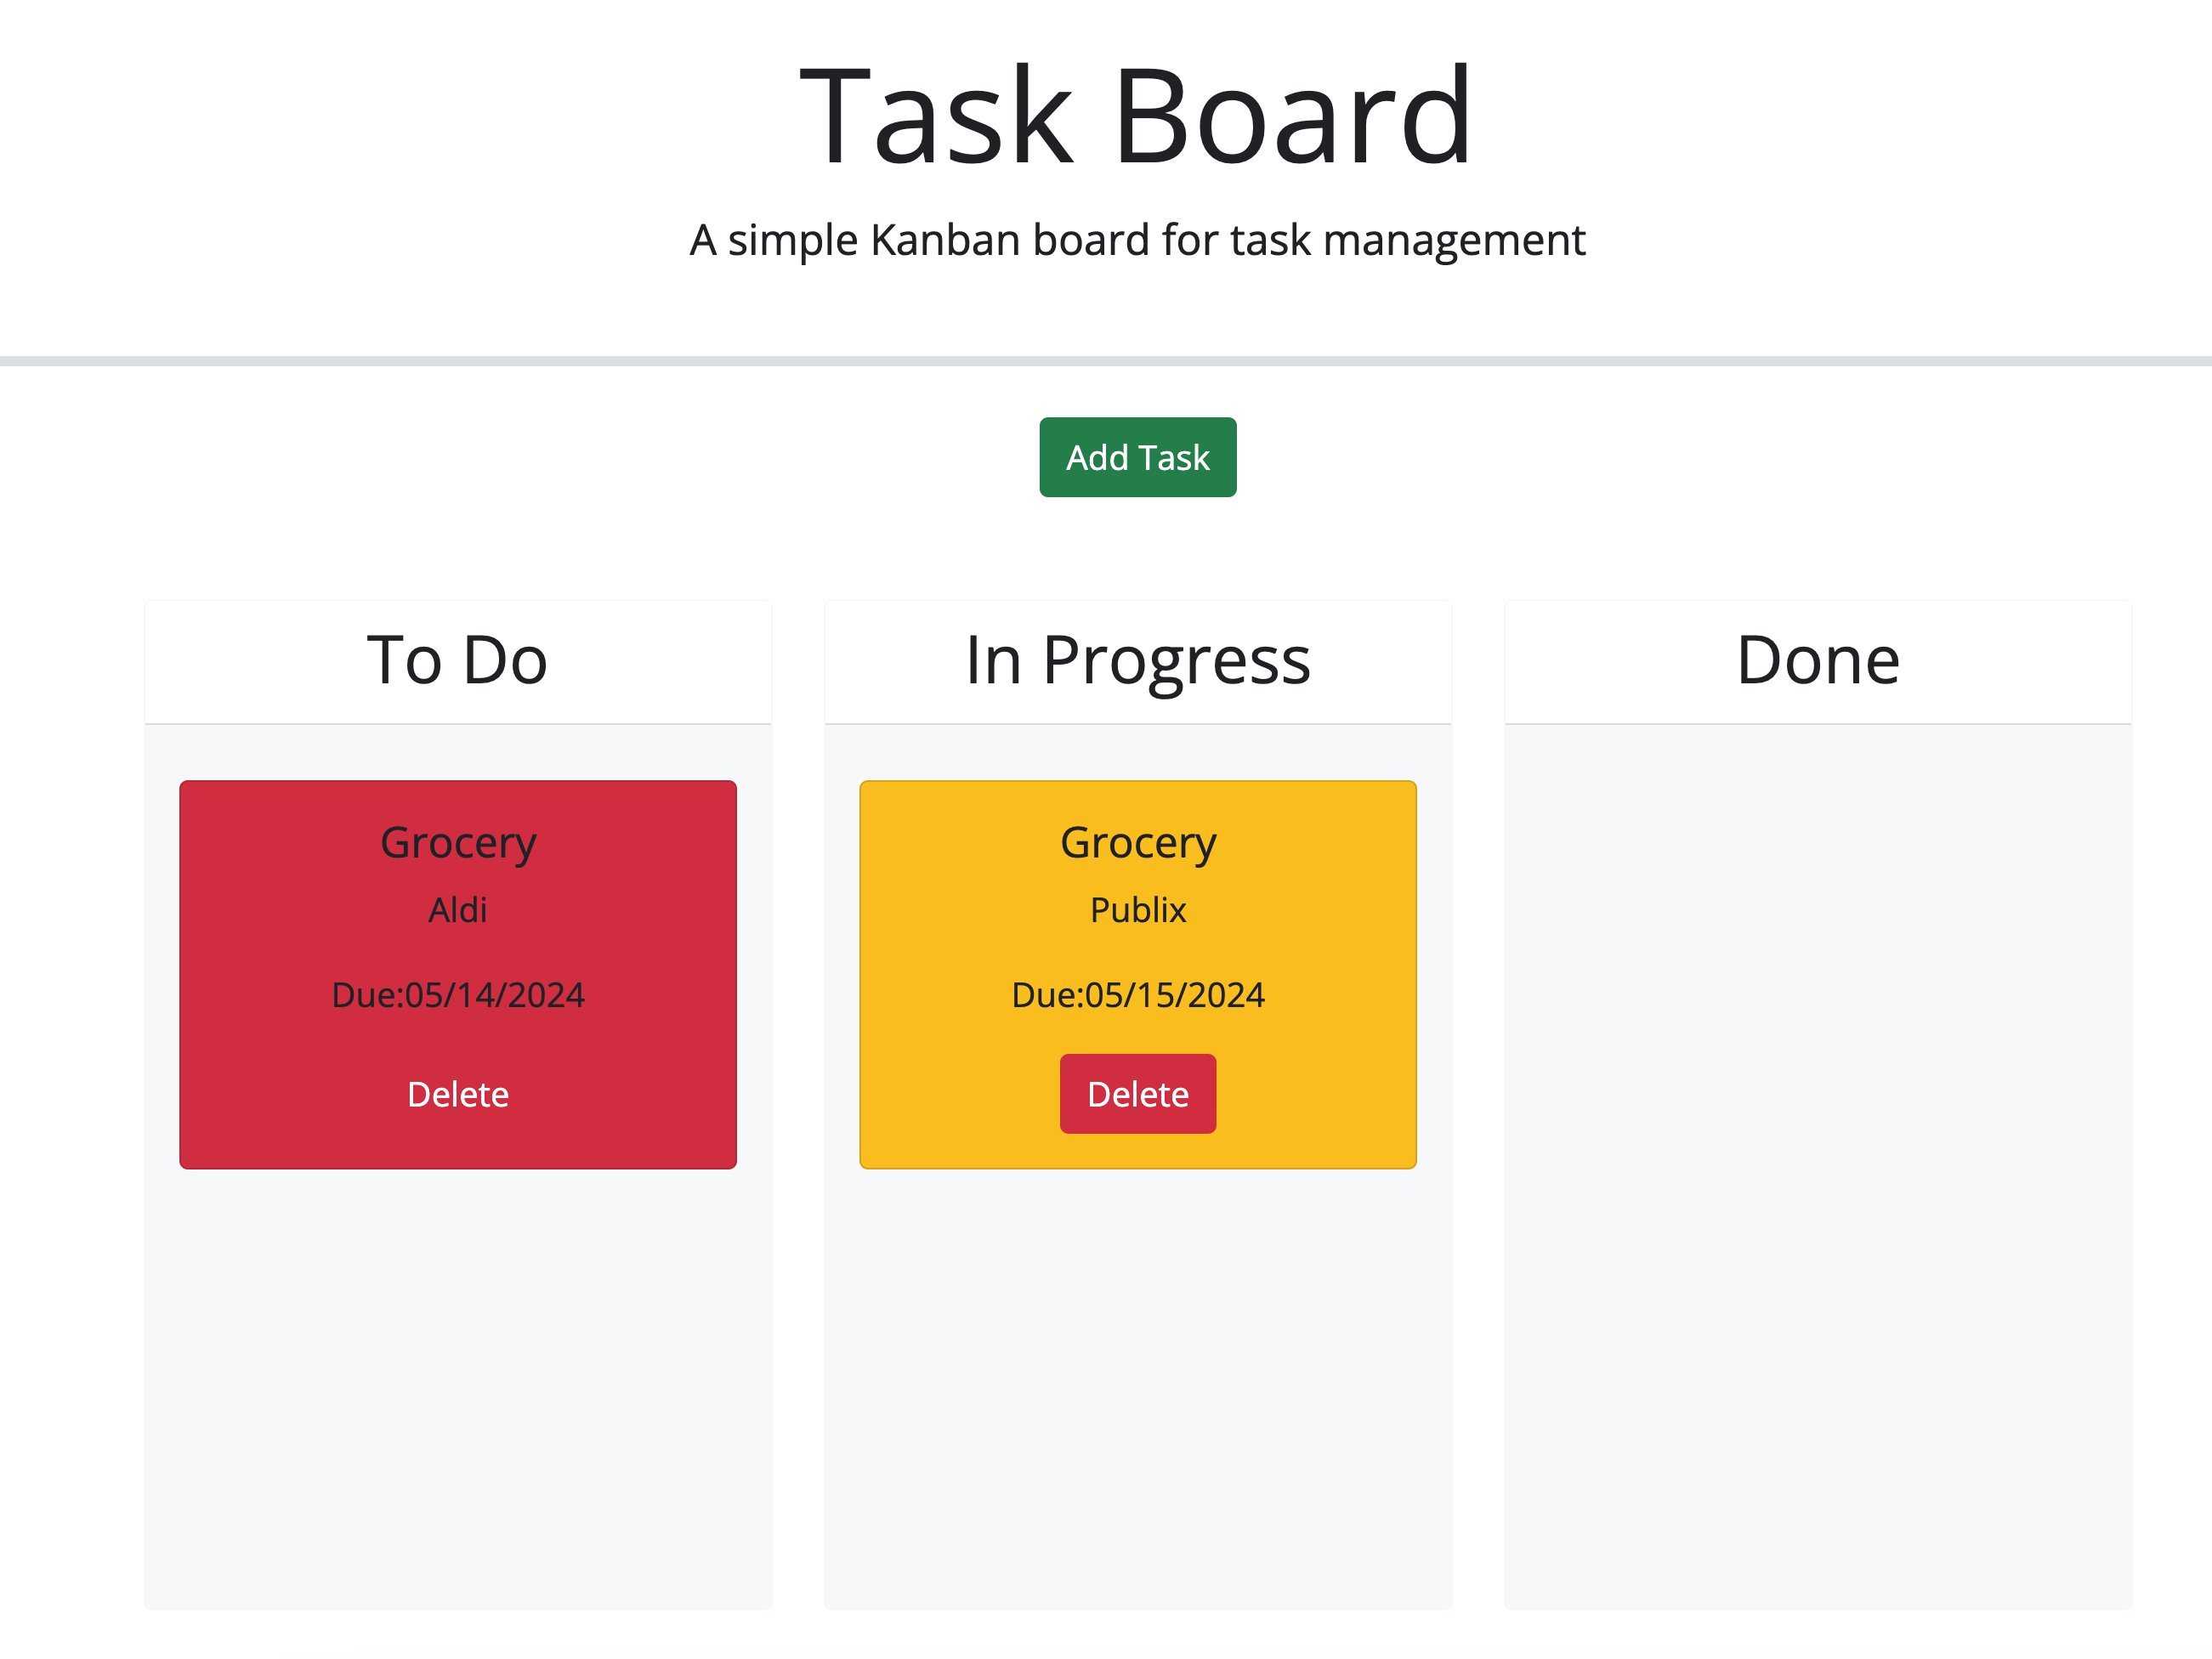 Task Board
A simple Kanban board for task management
Add Task
To Do
Grocery
Aldi
Due:05/14/2024
Delete
In Progress
Grocery
Publix
Due:05/15/2024
Delete
Done